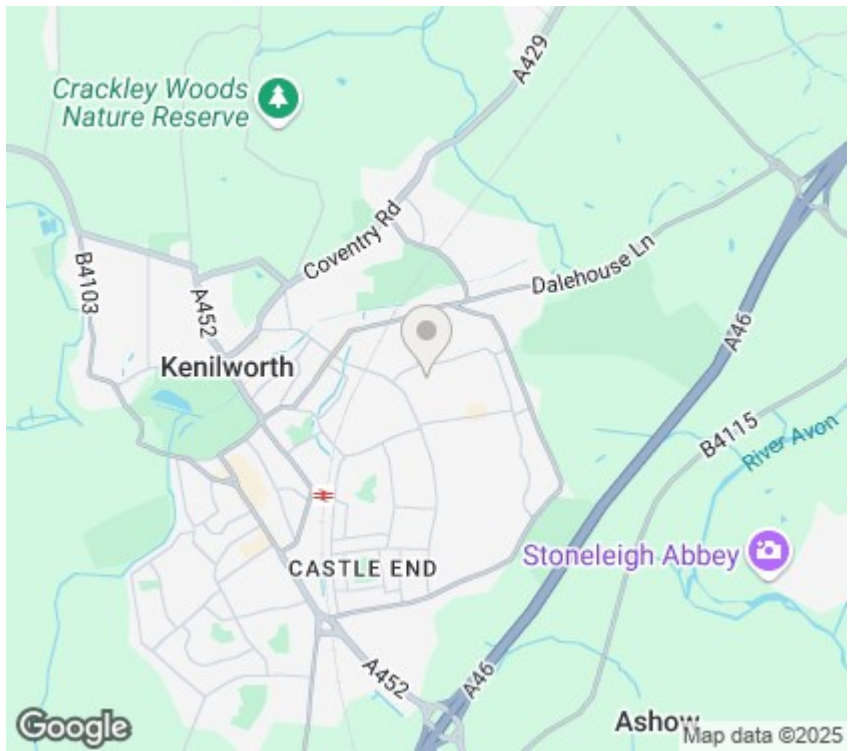 Crackley Woods
Nature Reserve
A429
Coventry Rd
Dalehouse Ln
B4103
A452
A46
Kenilworth
B4115
River Avon
Stoneleigh Abbey
CASTLE END
A452
A46
Ashow
Google
Map data ©2025